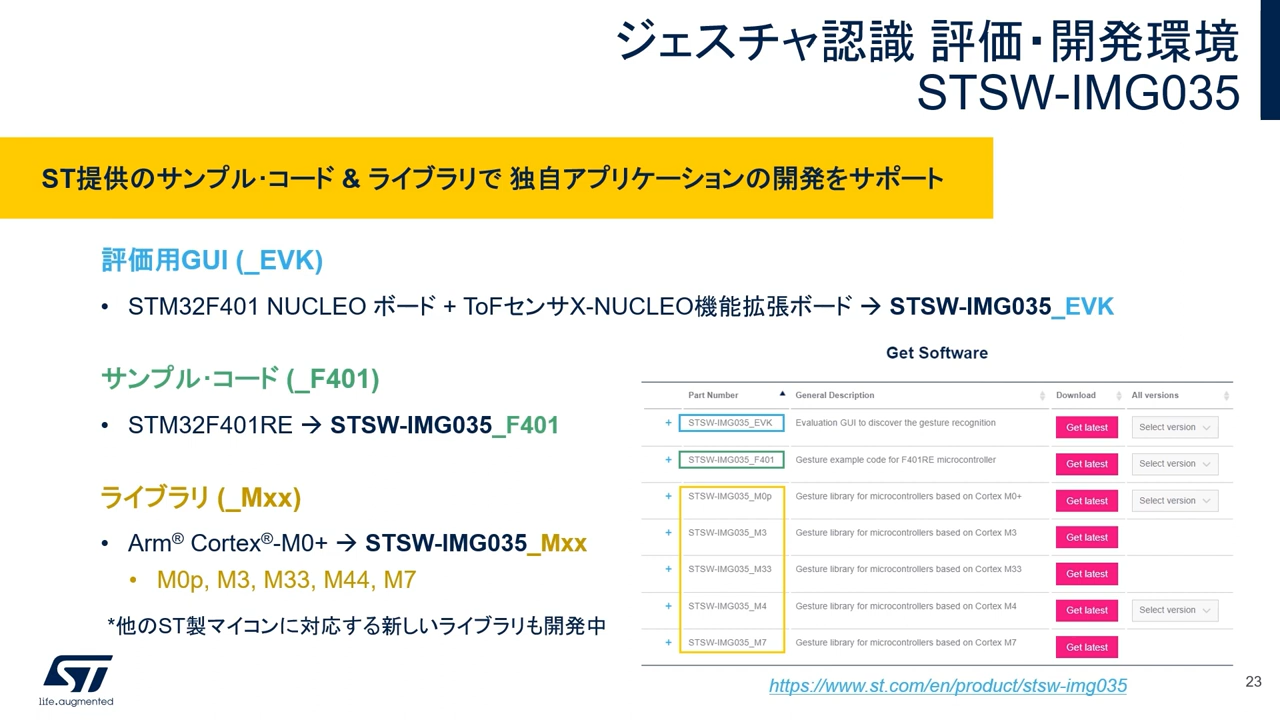 ジェスチャ認識 評価・開発環境
STSW-IMG035
ST提供のサンプル・コード & ライブラリで 独自アプリケーションの開発をサポート
評価用GUI (_EVK)
• STM32F401 NUCLEO ボード + ToFセンサX-NUCLEO機能拡張ボード → STSW-IMG035_EVK
サンプル・コード (_F401)
• STM32F401RE → STSW-IMG035_F401
ライブラリ (_Mxx)
• Arm® Cortex®-M0+ → STSW-IMG035_Mxx
• M0p, M3, M33, M44, M7
*他のST製マイコンに対応する新しいライブラリも開発中
Get Software
Part Number General Description Download All versions
+ STSW-IMG035_EVK Evaluation GUI to discover the gesture recognition Get latest Select version
+ STSW-IMG035_F401 Gesture example code for F401RE microcontroller Get latest Select version
+ STSW-IMG035_M0p Gesture library for microcontrollers based on Cortex M0+ Get latest Select version
+ STSW-IMG035_M3 Gesture library for microcontrollers based on Cortex M3 Get latest
+ STSW-IMG035_M33 Gesture library for microcontrollers based on Cortex M33 Get latest
+ STSW-IMG035_M4 Gesture library for microcontrollers based on Cortex M4 Get latest Select version
+ STSW-IMG035_M7 Gesture library for microcontrollers based on Cortex M7 Get latest
https://www.st.com/en/product/stsw-img035
ST
life.augmented
23